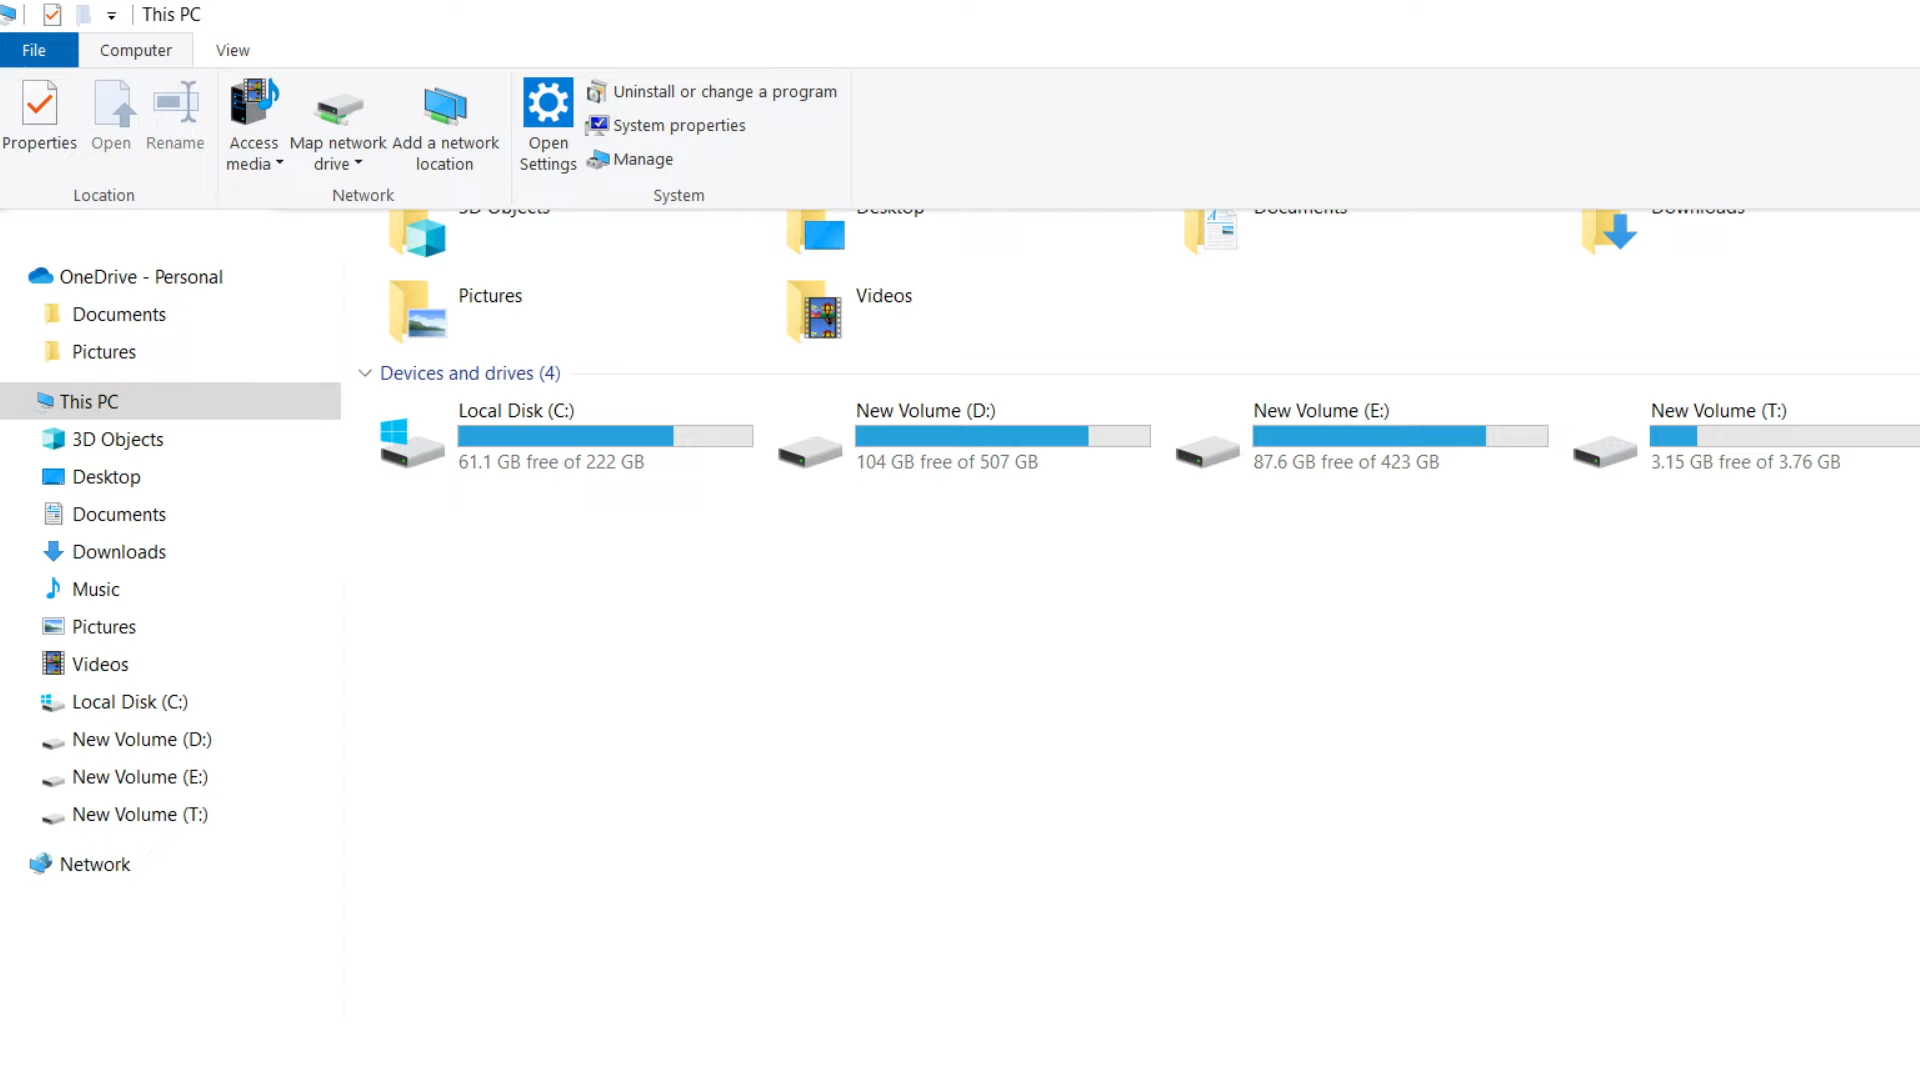 This PC
File Computer View
Properties Open Rename
Access media
Map network drive
Add a network location
Open Settings
Uninstall or change a program
System properties
Manage
Location Network System
3D Objects Desktop Documents Downloads
Pictures Videos
Devices and drives (4)
Local Disk (C:)
61.1 GB free of 222 GB
New Volume (D:)
104 GB free of 507 GB
New Volume (E:)
87.6 GB free of 423 GB
New Volume (T:)
3.15 GB free of 3.76 GB
OneDrive - Personal
Documents
Pictures
This PC
3D Objects
Desktop
Documents
Downloads
Music
Pictures
Videos
Local Disk (C:)
New Volume (D:)
New Volume (E:)
New Volume (T:)
Network